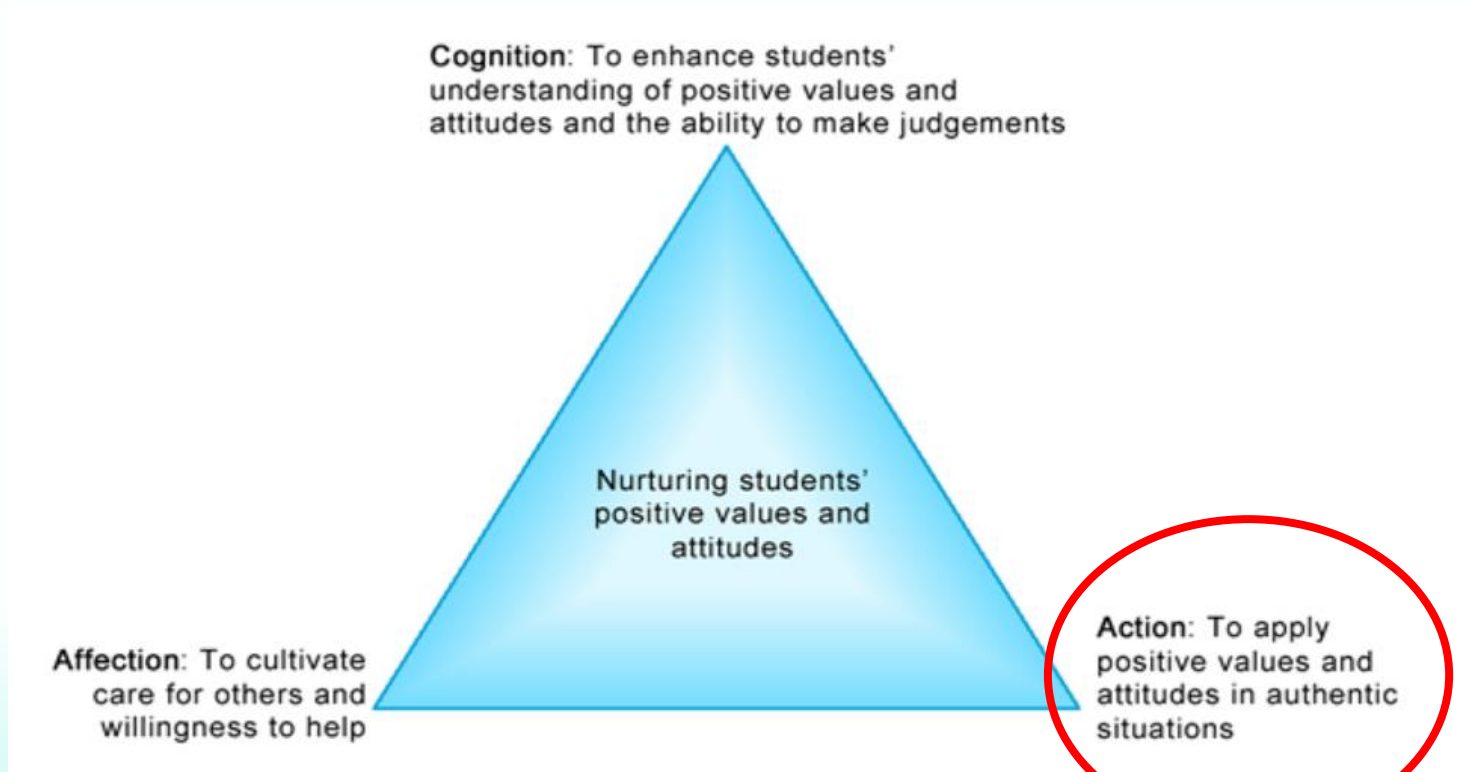 Cognition: To enhance students’
understanding of positive values and
attitudes and the ability to make judgements
Nurturing students’
positive values and
attitudes
Affection: To cultivate
care for others and
willingness to help
Action: To apply
positive values and
attitudes in authentic
situations